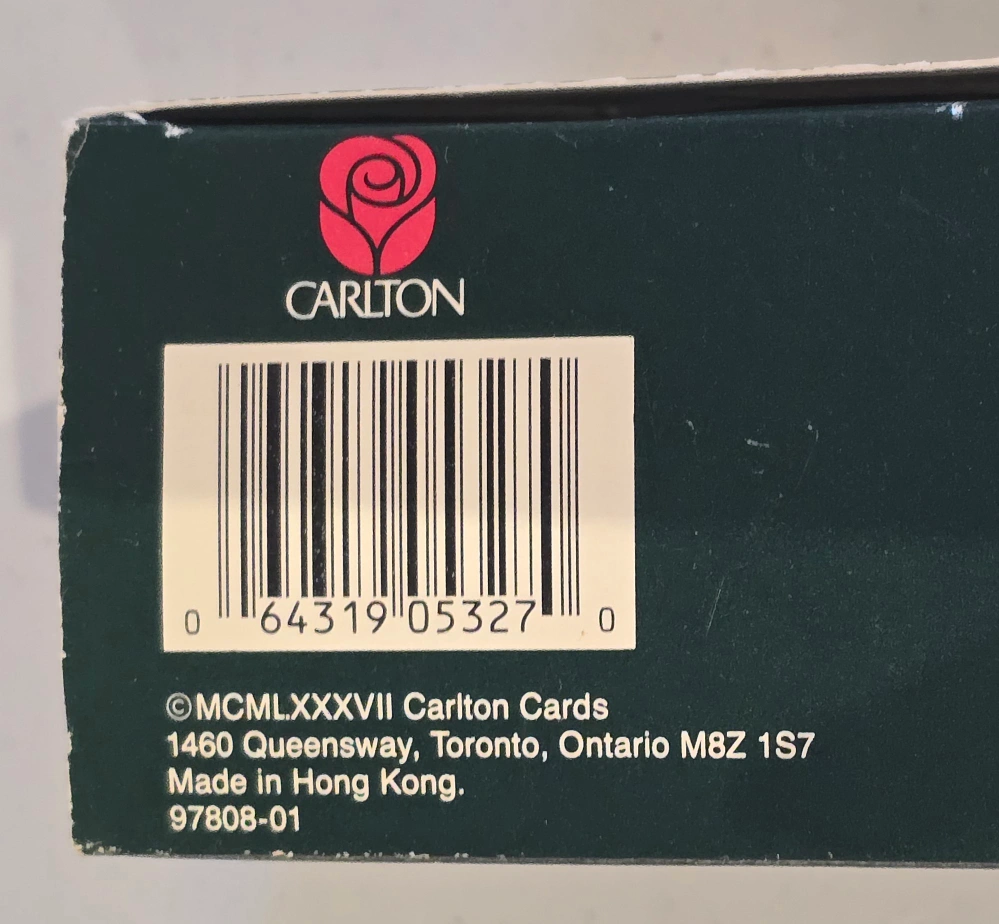 CARLTON
0 64319 05327 0
©MCMLXXXVII Carlton Cards
1460 Queensway, Toronto, Ontario M8Z 1S7
Made in Hong Kong.
97808-01